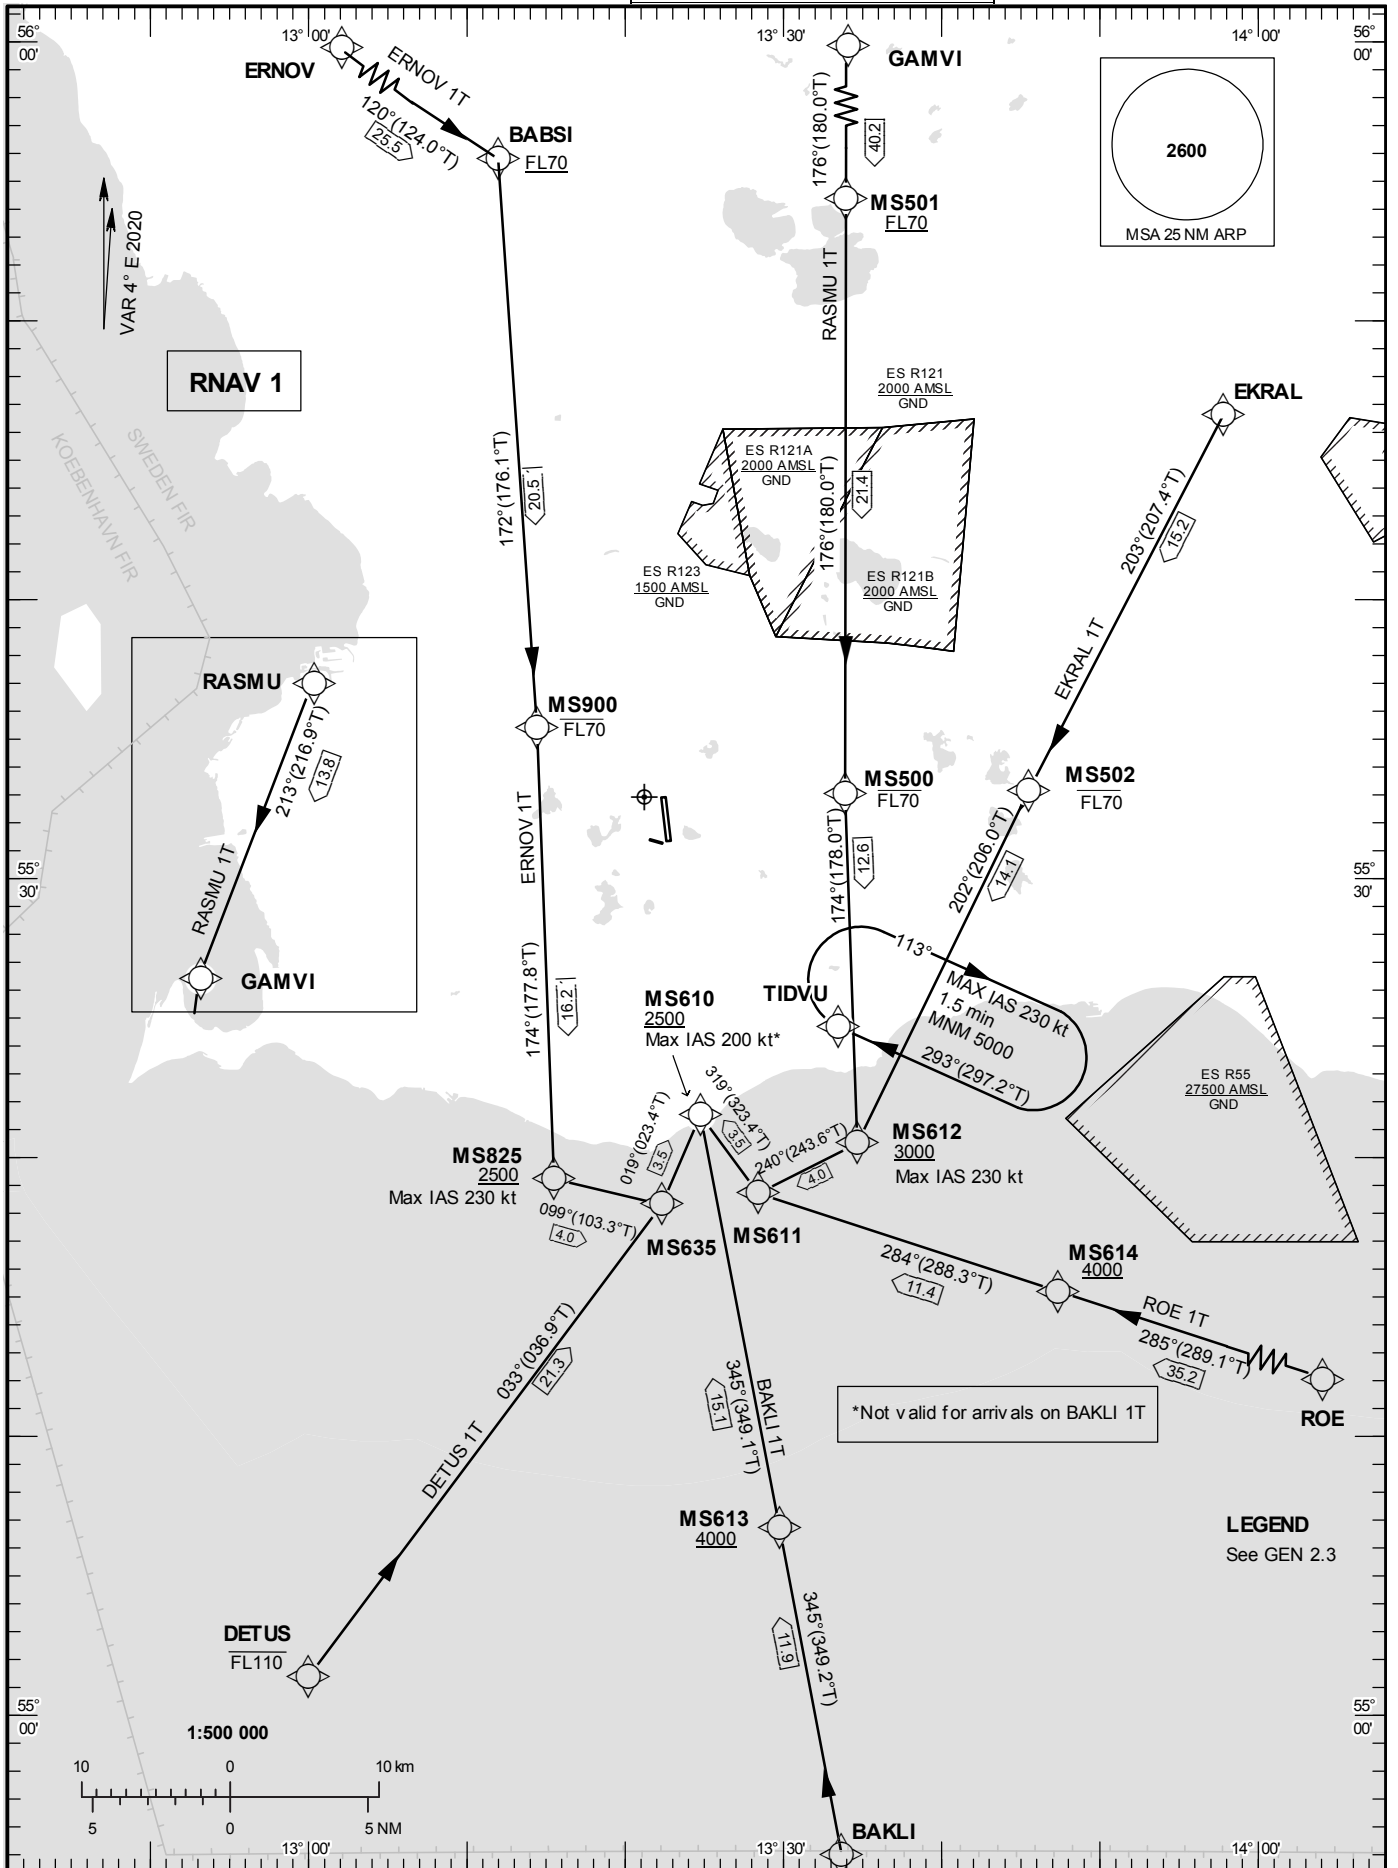 56°
00'
13° 00'
13° 30'
14° 00'
56°
00'
ERNOV
ERNOV 1T
120°(124.0°T)
25.5
BABSI
FL70
GAMVI
176°(180.0°T)
40.2
MS501
FL70
RASMU 1T
2600
MSA 25 NM ARP
VAR 4° E 2020
RNAV 1
SWEDEN FIR
KOEBENHAVN FIR
172°(176.1°T)
20.5
ES R121
2000 AMSL
GND
ES R121A
2000 AMSL
GND
176°(180.0°T)
21.4
ES R123
1500 AMSL
GND
ES R121B
2000 AMSL
GND
EKRAL
203°(207.4°T)
15.2
EKRAL 1T
RASMU
213°(216.9°T)
13.8
RASMU 1T
GAMVI
MS900
FL70
MS500
FL70
MS502
FL70
ERNOV 1T
174°(178.0°T)
12.6
202°(206.0°T)
14.1
55°
30'
55°
30'
174°(177.8°T)
16.2
113°
MAX IAS 230 kt
1.5 min
MNM 5000
293°(297.2°T)
TIDVU
MS610
2500
Max IAS 200 kt*
319°(323.4°T)
3.5
019°(023.4°T)
3.5
240°(243.6°T)
4.0
MS612
3000
Max IAS 230 kt
ES R55
27500 AMSL
GND
MS825
2500
Max IAS 230 kt
099°(103.3°T)
4.0
MS635
MS611
284°(288.3°T)
11.4
MS614
4000
ROE 1T
285°(289.1°T)
35.2
ROE
033°(036.9°T)
21.3
DETUS 1T
BAKLI 1T
345°(349.1°T)
15.1
*Not valid for arrivals on BAKLI 1T
MS613
4000
LEGEND
See GEN 2.3
345°(349.2°T)
11.9
DETUS
FL110
55°
00'
55°
00'
1:500 000
10 0 10 km
5 0 5 NM
BAKLI
13° 00'
13° 30'
14° 00'